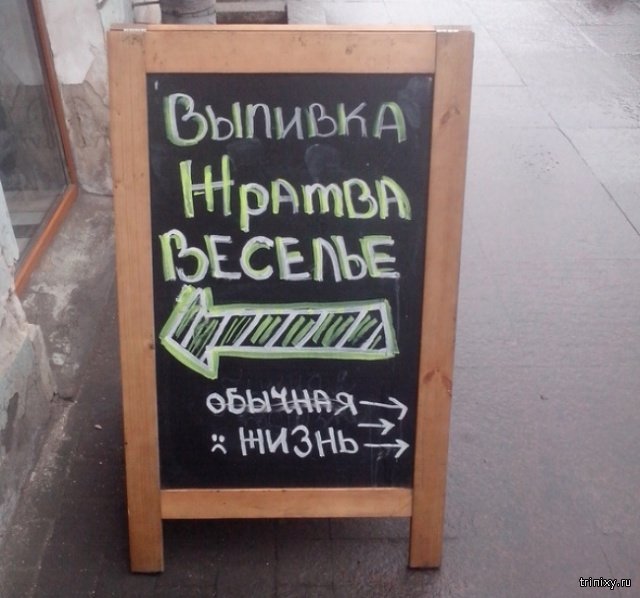 Выпивка
Жратва
Веселье
обычная →
→
:( жизнь →
trinixy.ru